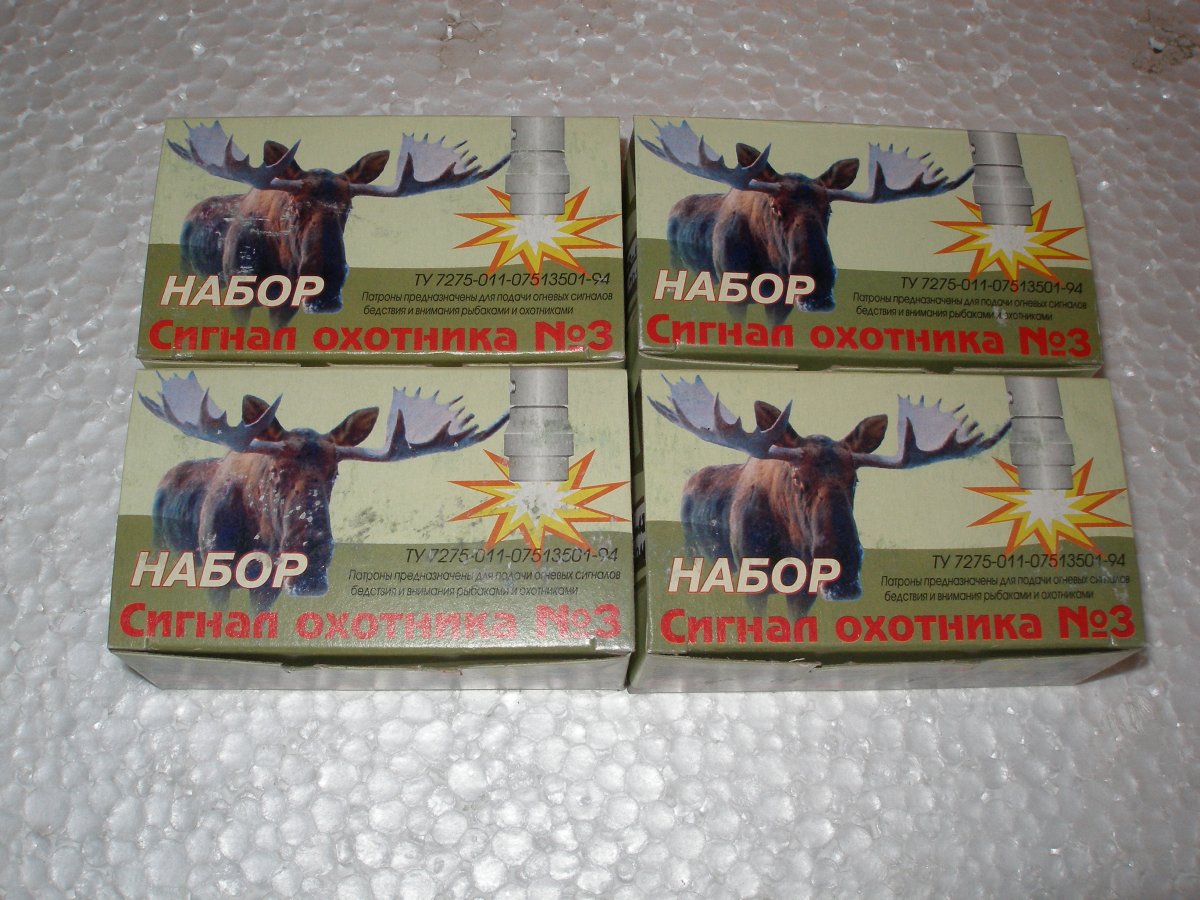 НАБОР
ТУ 7275-011-07513501-94
Патроны предназначены для подачи огневых сигналов
бедствия и внимания рыбаками и охотниками
Сигнал охотника №3
НАБОР
ТУ 7275-011-07513501-94
Патроны предназначены для подачи огневых сигналов
бедствия и внимания рыбаками и охотниками
Сигнал охотника №3
НАБОР
ТУ 7275-011-07513501-94
Патроны предназначены для подачи огневых сигналов
бедствия и внимания рыбаками и охотниками
Сигнал охотника №3
НАБОР
ТУ 7275-011-07513501-94
Патроны предназначены для подачи огневых сигналов
бедствия и внимания рыбаками и охотниками
Сигнал охотника №3